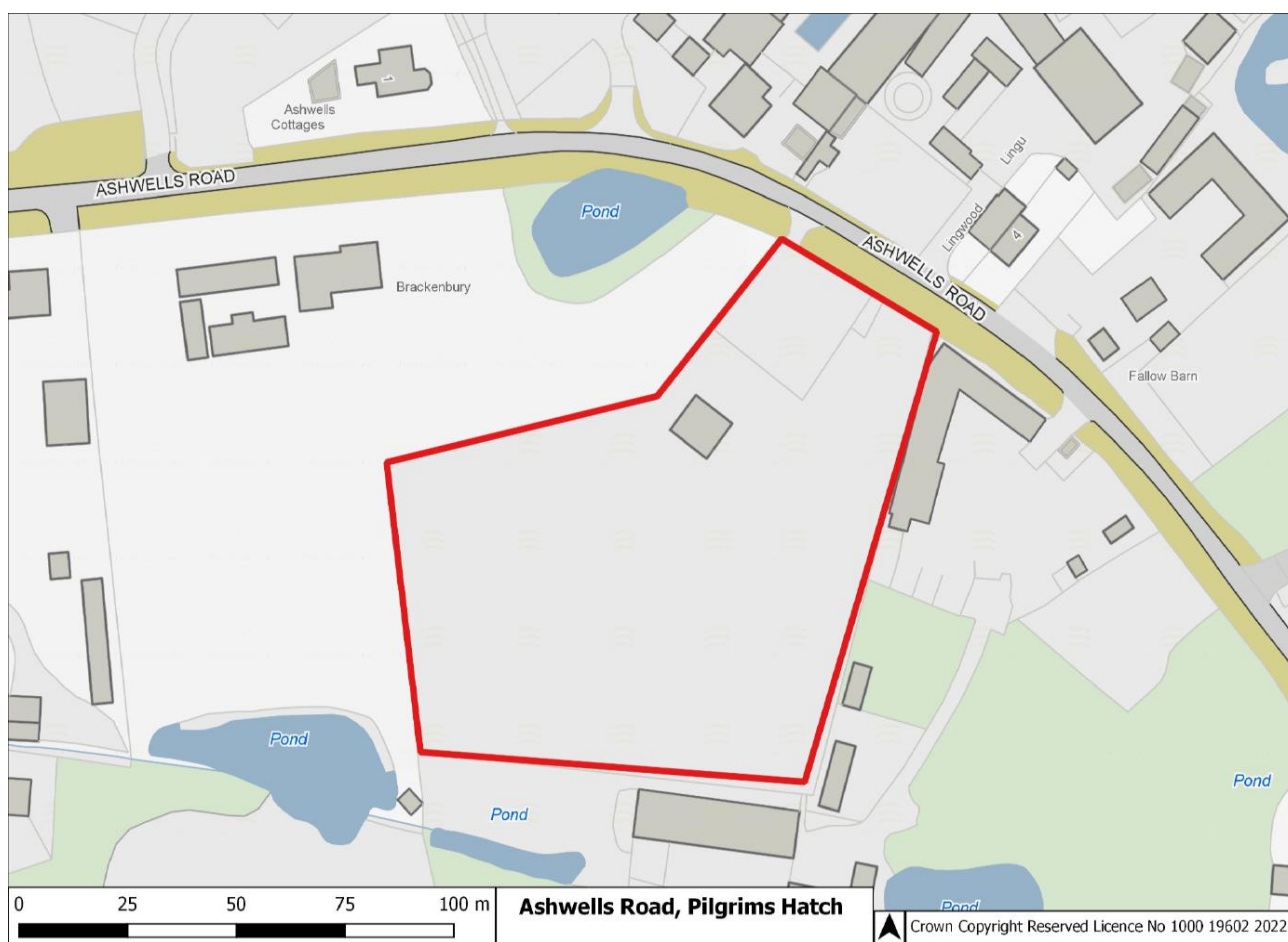 1
Ashwells
Cottages
ASHWELLS ROAD
Pond
Lingu
Lingwood
4
ASHWELLS ROAD
Brackenbury
Fallow Barn
Pond
Pond
Pond
Pond
0 25 50 75 100 m
Ashwells Road, Pilgrims Hatch
Crown Copyright Reserved Licence No 1000 19602 2022